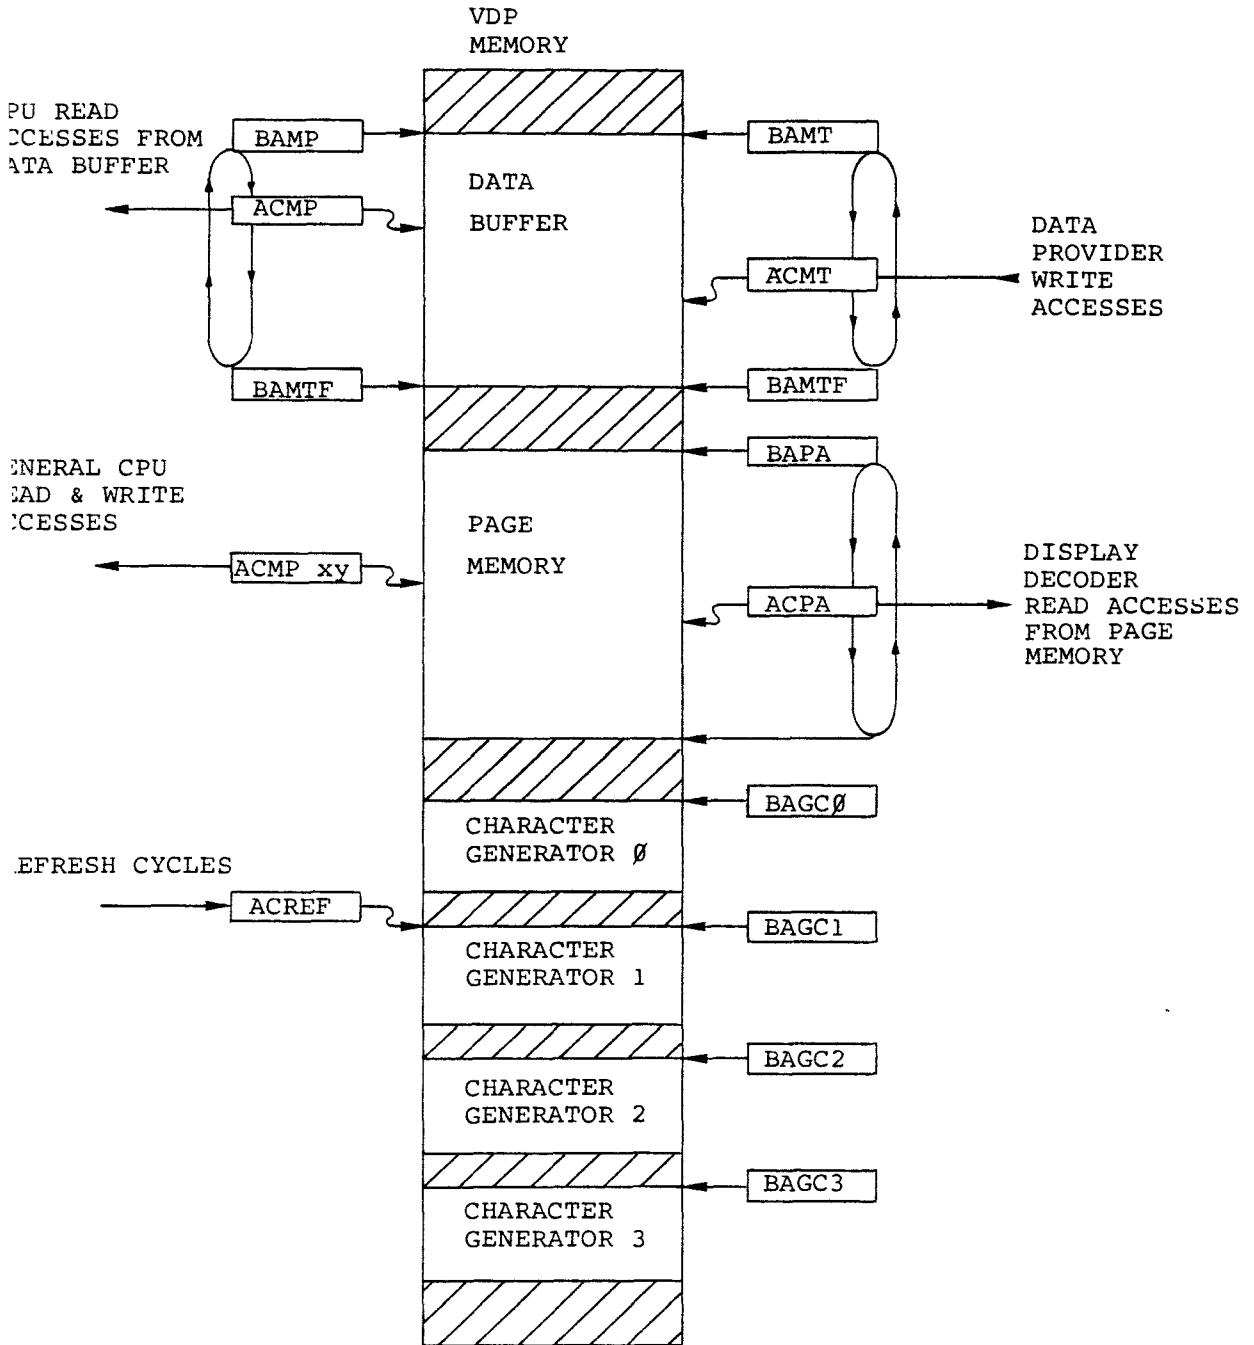 VDP
MEMORY
PU READ
CCESSES FROM
ATA BUFFER
BAMP
BAMT
DATA
BUFFER
ACMP
ACMT
DATA
PROVIDER
WRITE
ACCESSES
BAMTF
BAMTF
BAPA
ENERAL CPU
EAD & WRITE
CCESSES
PAGE
MEMORY
ACMP xy
ACPA
DISPLAY
DECODER
READ ACCESSES
FROM PAGE
MEMORY
BAGCØ
CHARACTER
GENERATOR Ø
EFRESH CYCLES
ACREF
BAGC1
CHARACTER
GENERATOR 1
BAGC2
CHARACTER
GENERATOR 2
BAGC3
CHARACTER
GENERATOR 3